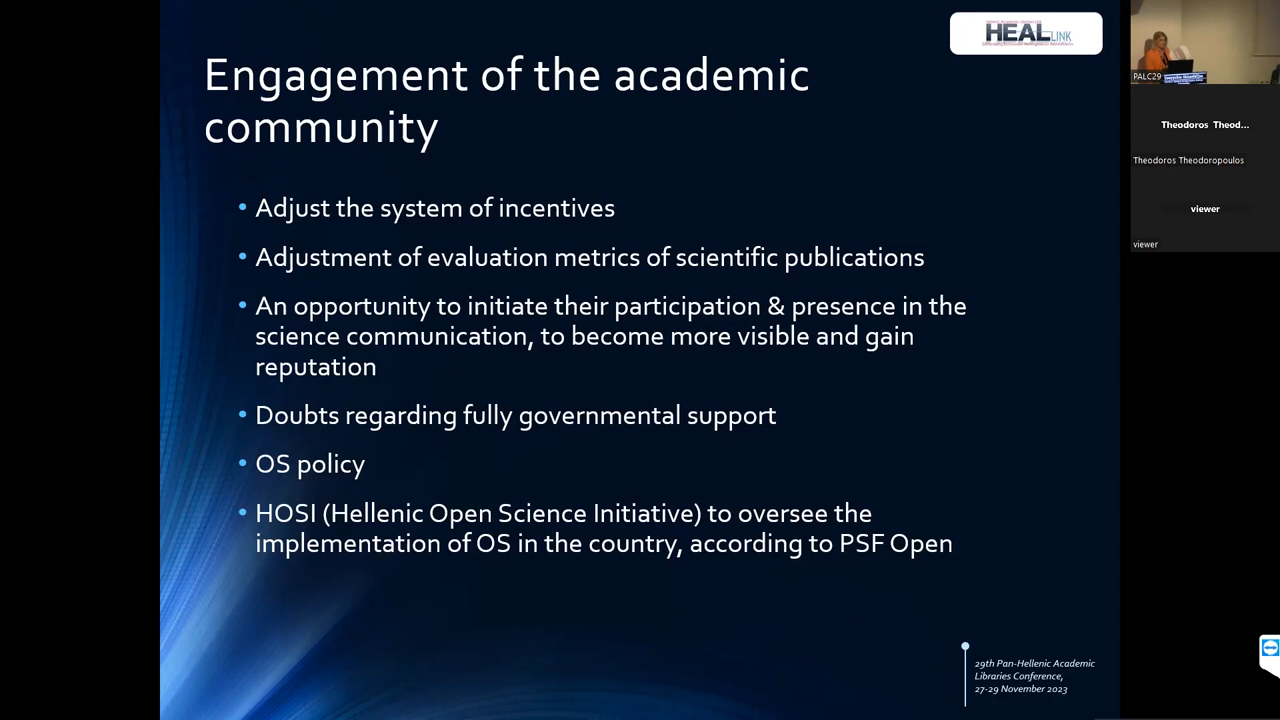 HEAL LINK
Engagement of the academic
community
• Adjust the system of incentives
• Adjustment of evaluation metrics of scientific publications
• An opportunity to initiate their participation & presence in the
science communication, to become more visible and gain
reputation
• Doubts regarding fully governmental support
• OS policy
• HOSI (Hellenic Open Science Initiative) to oversee the
implementation of OS in the country, according to PSF Open
29th Pan-Hellenic Academic
Libraries Conference,
27-29 November 2023
PALC29
Theodoros Theod...
Theodoros Theodoropoulos
viewer
viewer